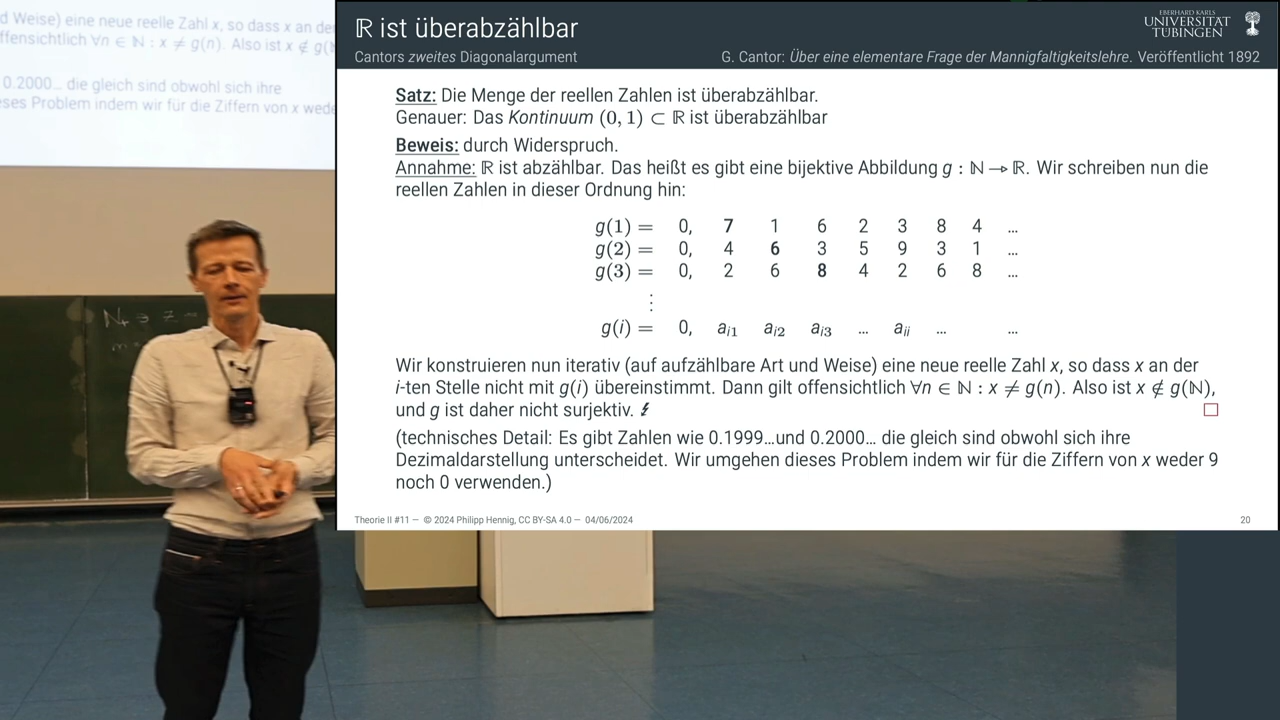 d Weise) eine neue reelle Zahl x, so dass x an der
ffensichtlich ∀n ∈ ℕ : x ≠ g(n). Also ist x ∉ g(ℕ
0.2000... die gleich sind obwohl sich ihre
eses Problem indem wir für die Ziffern von x wede
ℝ ist überabzählbar
EBERHARD KARLS
UNIVERSITÄT
TÜBINGEN
Cantors zweites Diagonalargument G. Cantor: Über eine elementare Frage der Mannigfaltigkeitslehre. Veröffentlicht 1892
Satz: Die Menge der reellen Zahlen ist überabzählbar.
Genauer: Das Kontinuum (0, 1) ⊂ ℝ ist überabzählbar
Beweis: durch Widerspruch.
Annahme: ℝ ist abzählbar. Das heißt es gibt eine bijektive Abbildung g : ℕ → ℝ. Wir schreiben nun die
reellen Zahlen in dieser Ordnung hin:
g(1) = 0, 7 1 6 2 3 8 4 ...
g(2) = 0, 4 6 3 5 9 3 1 ...
g(3) = 0, 2 6 8 4 2 6 8 ...
⋮
g(i) = 0, a_{i1} a_{i2} a_{i3} ... a_{ii} ... ...
Wir konstruieren nun iterativ (auf aufzählbare Art und Weise) eine neue reelle Zahl x, so dass x an der
i-ten Stelle nicht mit g(i) übereinstimmt. Dann gilt offensichtlich ∀n ∈ ℕ : x ≠ g(n). Also ist x ∉ g(ℕ),
und g ist daher nicht surjektiv. ↯ □
(technisches Detail: Es gibt Zahlen wie 0.1999...und 0.2000... die gleich sind obwohl sich ihre
Dezimaldarstellung unterscheidet. Wir umgehen dieses Problem indem wir für die Ziffern von x weder 9
noch 0 verwenden.)
Theorie II #11 — © 2024 Philipp Hennig, CC BY-SA 4.0 — 04/06/2024 20